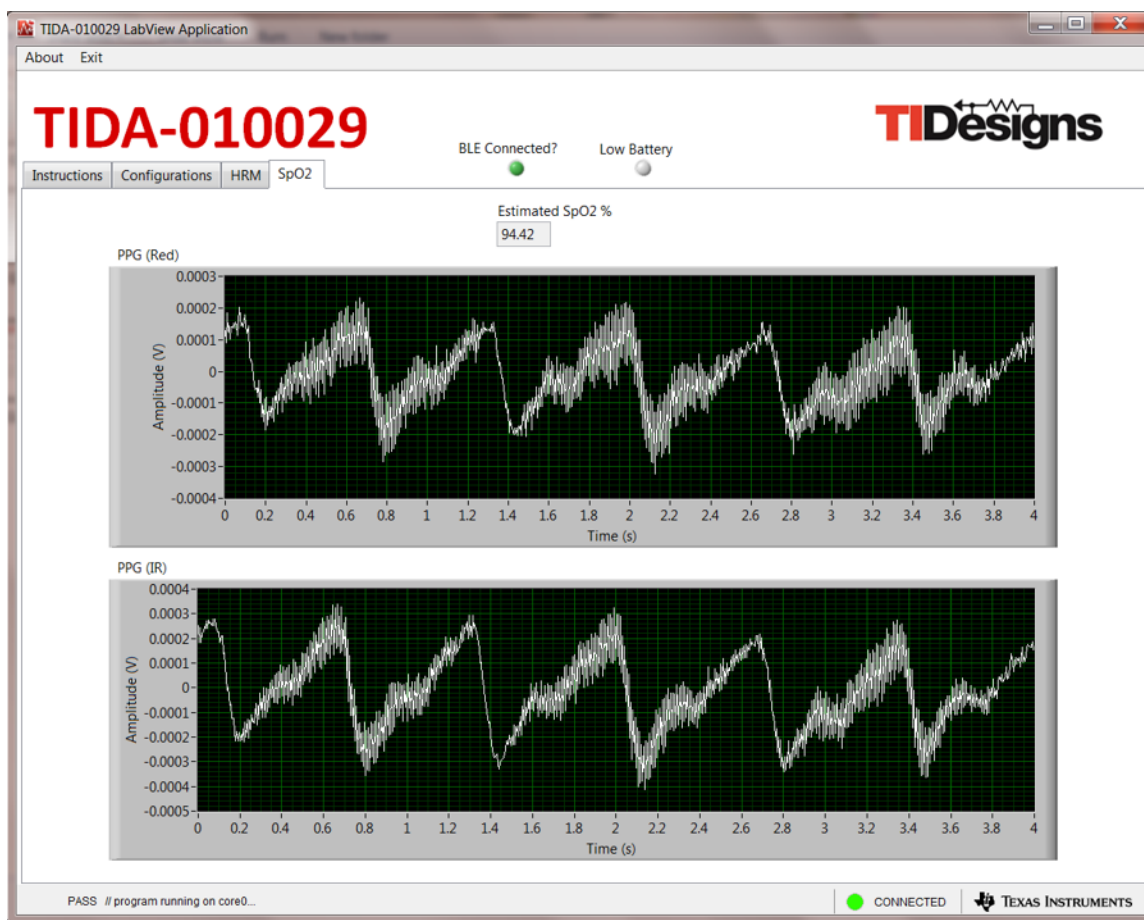 TIDA-010029 LabView Application
About Exit
TIDA-010029
TIDesigns
BLE Connected? Low Battery
Instructions Configurations HRM SpO2
Estimated SpO2 %
94.42
PPG (Red)
Amplitude (V)
0.0003
0.0002
0.0001
0
-0.0001
-0.0002
-0.0003
-0.0004
0 0.2 0.4 0.6 0.8 1 1.2 1.4 1.6 1.8 2 2.2 2.4 2.6 2.8 3 3.2 3.4 3.6 3.8 4
Time (s)
PPG (IR)
Amplitude (V)
0.0004
0.0003
0.0002
0.0001
0
-0.0001
-0.0002
-0.0003
-0.0004
-0.0005
0 0.2 0.4 0.6 0.8 1 1.2 1.4 1.6 1.8 2 2.2 2.4 2.6 2.8 3 3.2 3.4 3.6 3.8 4
Time (s)
PASS // program running on core0...
CONNECTED
TEXAS INSTRUMENTS